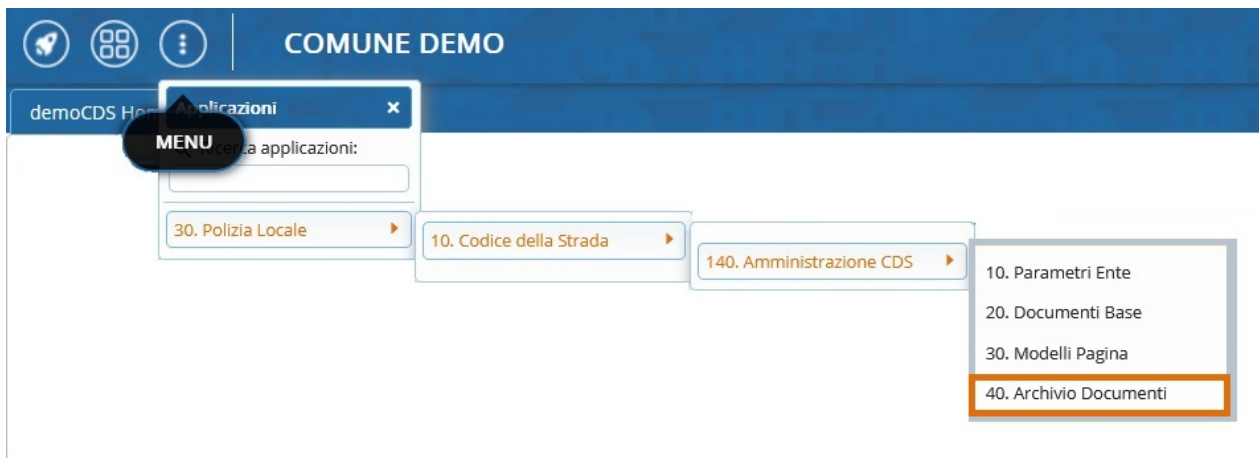 COMUNE DEMO
demoCDS
Applicazioni
×
MENU
applicazioni:
30. Polizia Locale
10. Codice della Strada
140. Amministrazione CDS
10. Parametri Ente
20. Documenti Base
30. Modelli Pagina
40. Archivio Documenti